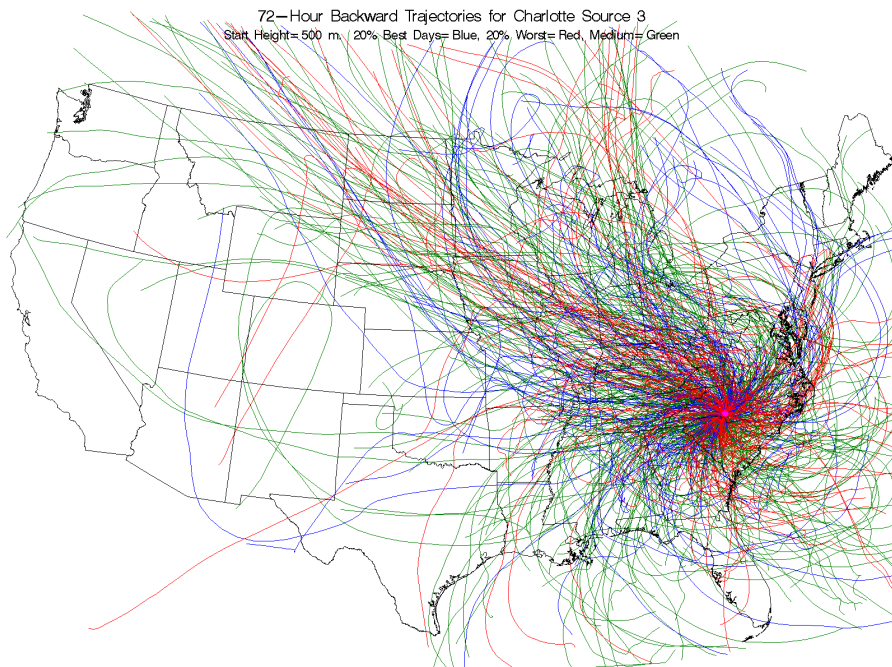 72-Hour Backward Trajectories for Charlotte Source 3
Start Height= 500 m. 20% Best Days= Blue, 20% Worst= Red, Medium= Green